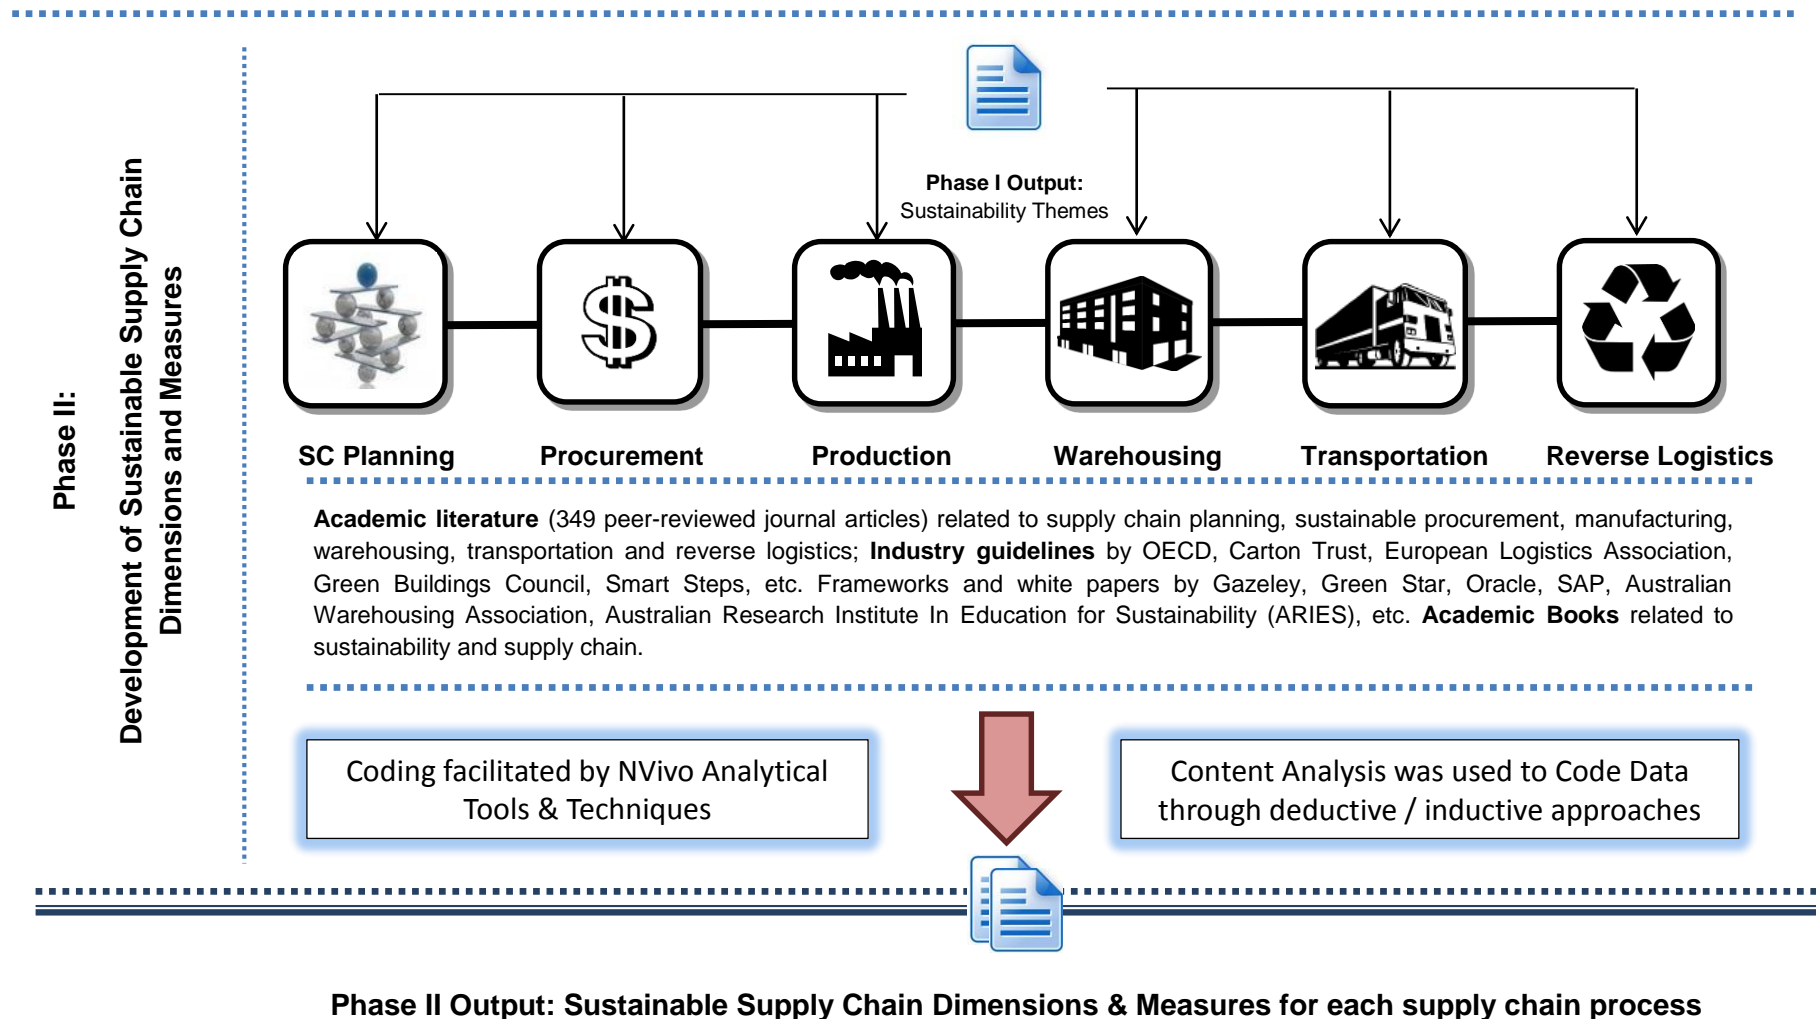 Phase II:
Development of Sustainable Supply Chain
Dimensions and Measures
Phase I Output:
Sustainability Themes
SC Planning
Procurement
Production
Warehousing
Transportation
Reverse Logistics
Academic literature (349 peer-reviewed journal articles) related to supply chain planning, sustainable procurement, manufacturing,
warehousing, transportation and reverse logistics; Industry guidelines by OECD, Carton Trust, European Logistics Association,
Green Buildings Council, Smart Steps, etc. Frameworks and white papers by Gazeley, Green Star, Oracle, SAP, Australian
Warehousing Association, Australian Research Institute In Education for Sustainability (ARIES), etc. Academic Books related to
sustainability and supply chain.
Coding facilitated by NVivo Analytical
Tools & Techniques
Content Analysis was used to Code Data
through deductive / inductive approaches
Phase II Output: Sustainable Supply Chain Dimensions & Measures for each supply chain process